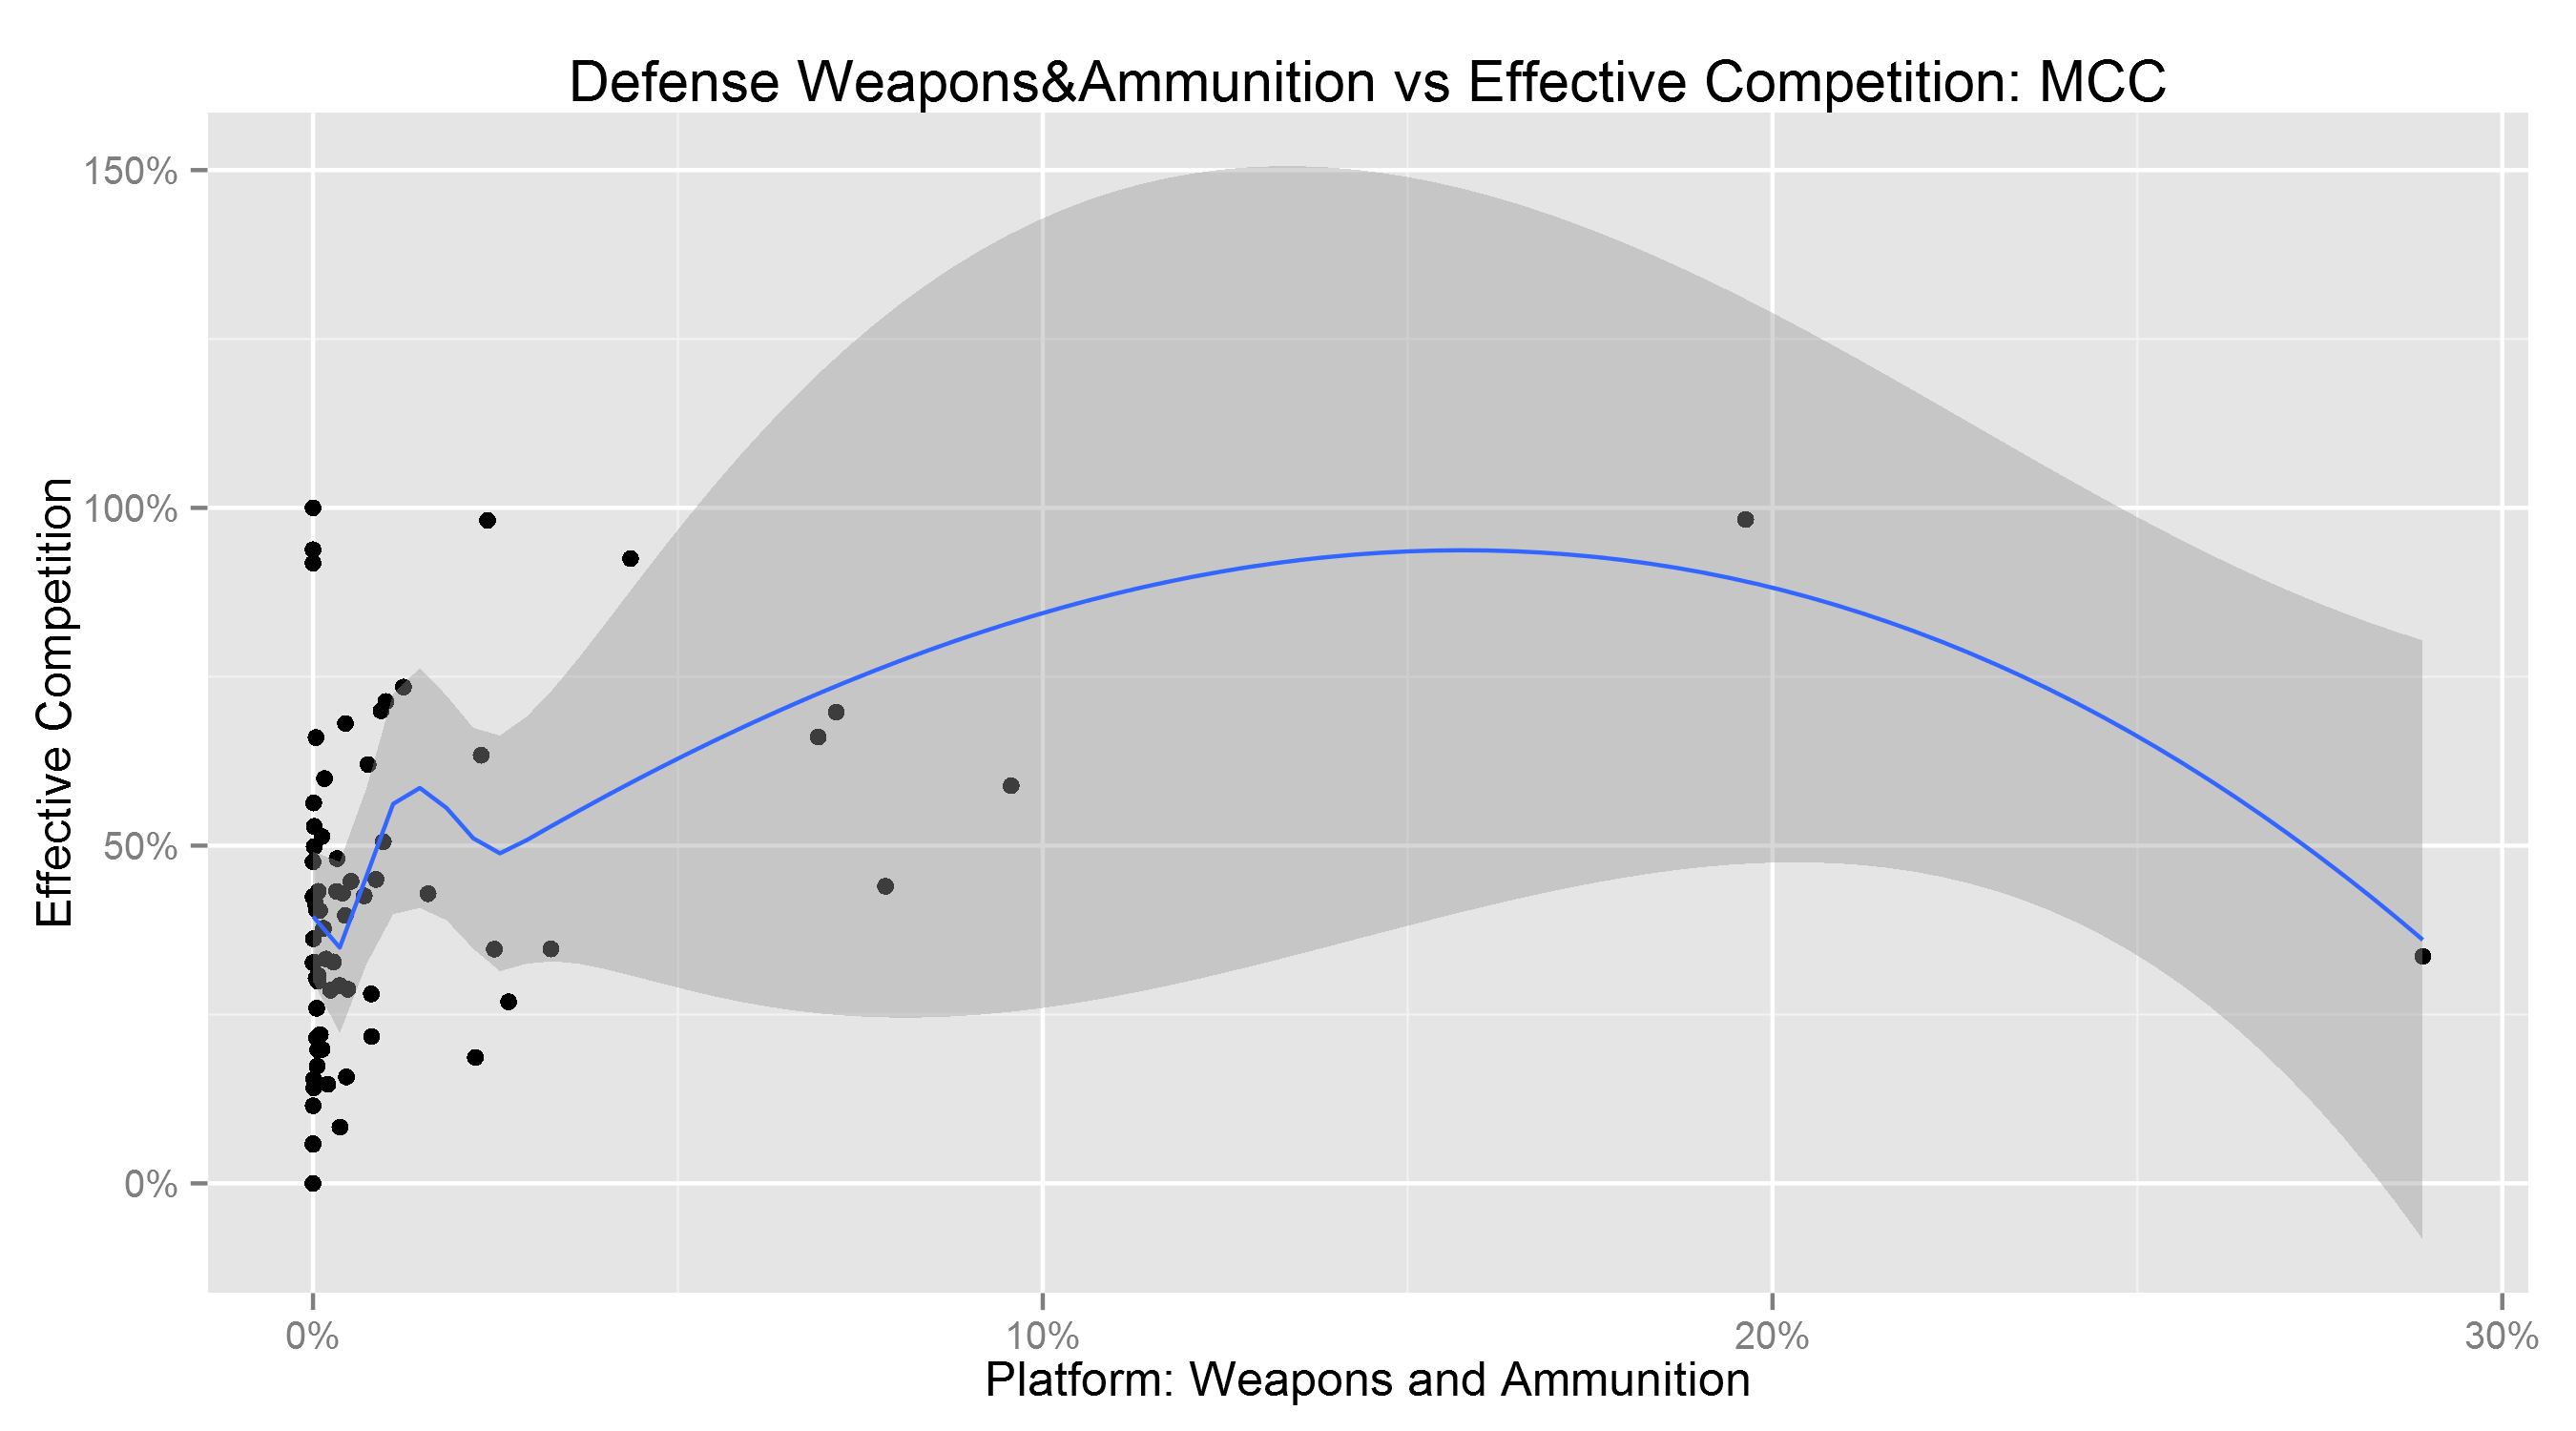 Defense Weapons&Ammunition vs Effective Competition: MCC
150%
100%
50%
0%
Effective Competition
0%
10%
20%
30%
Platform: Weapons and Ammunition